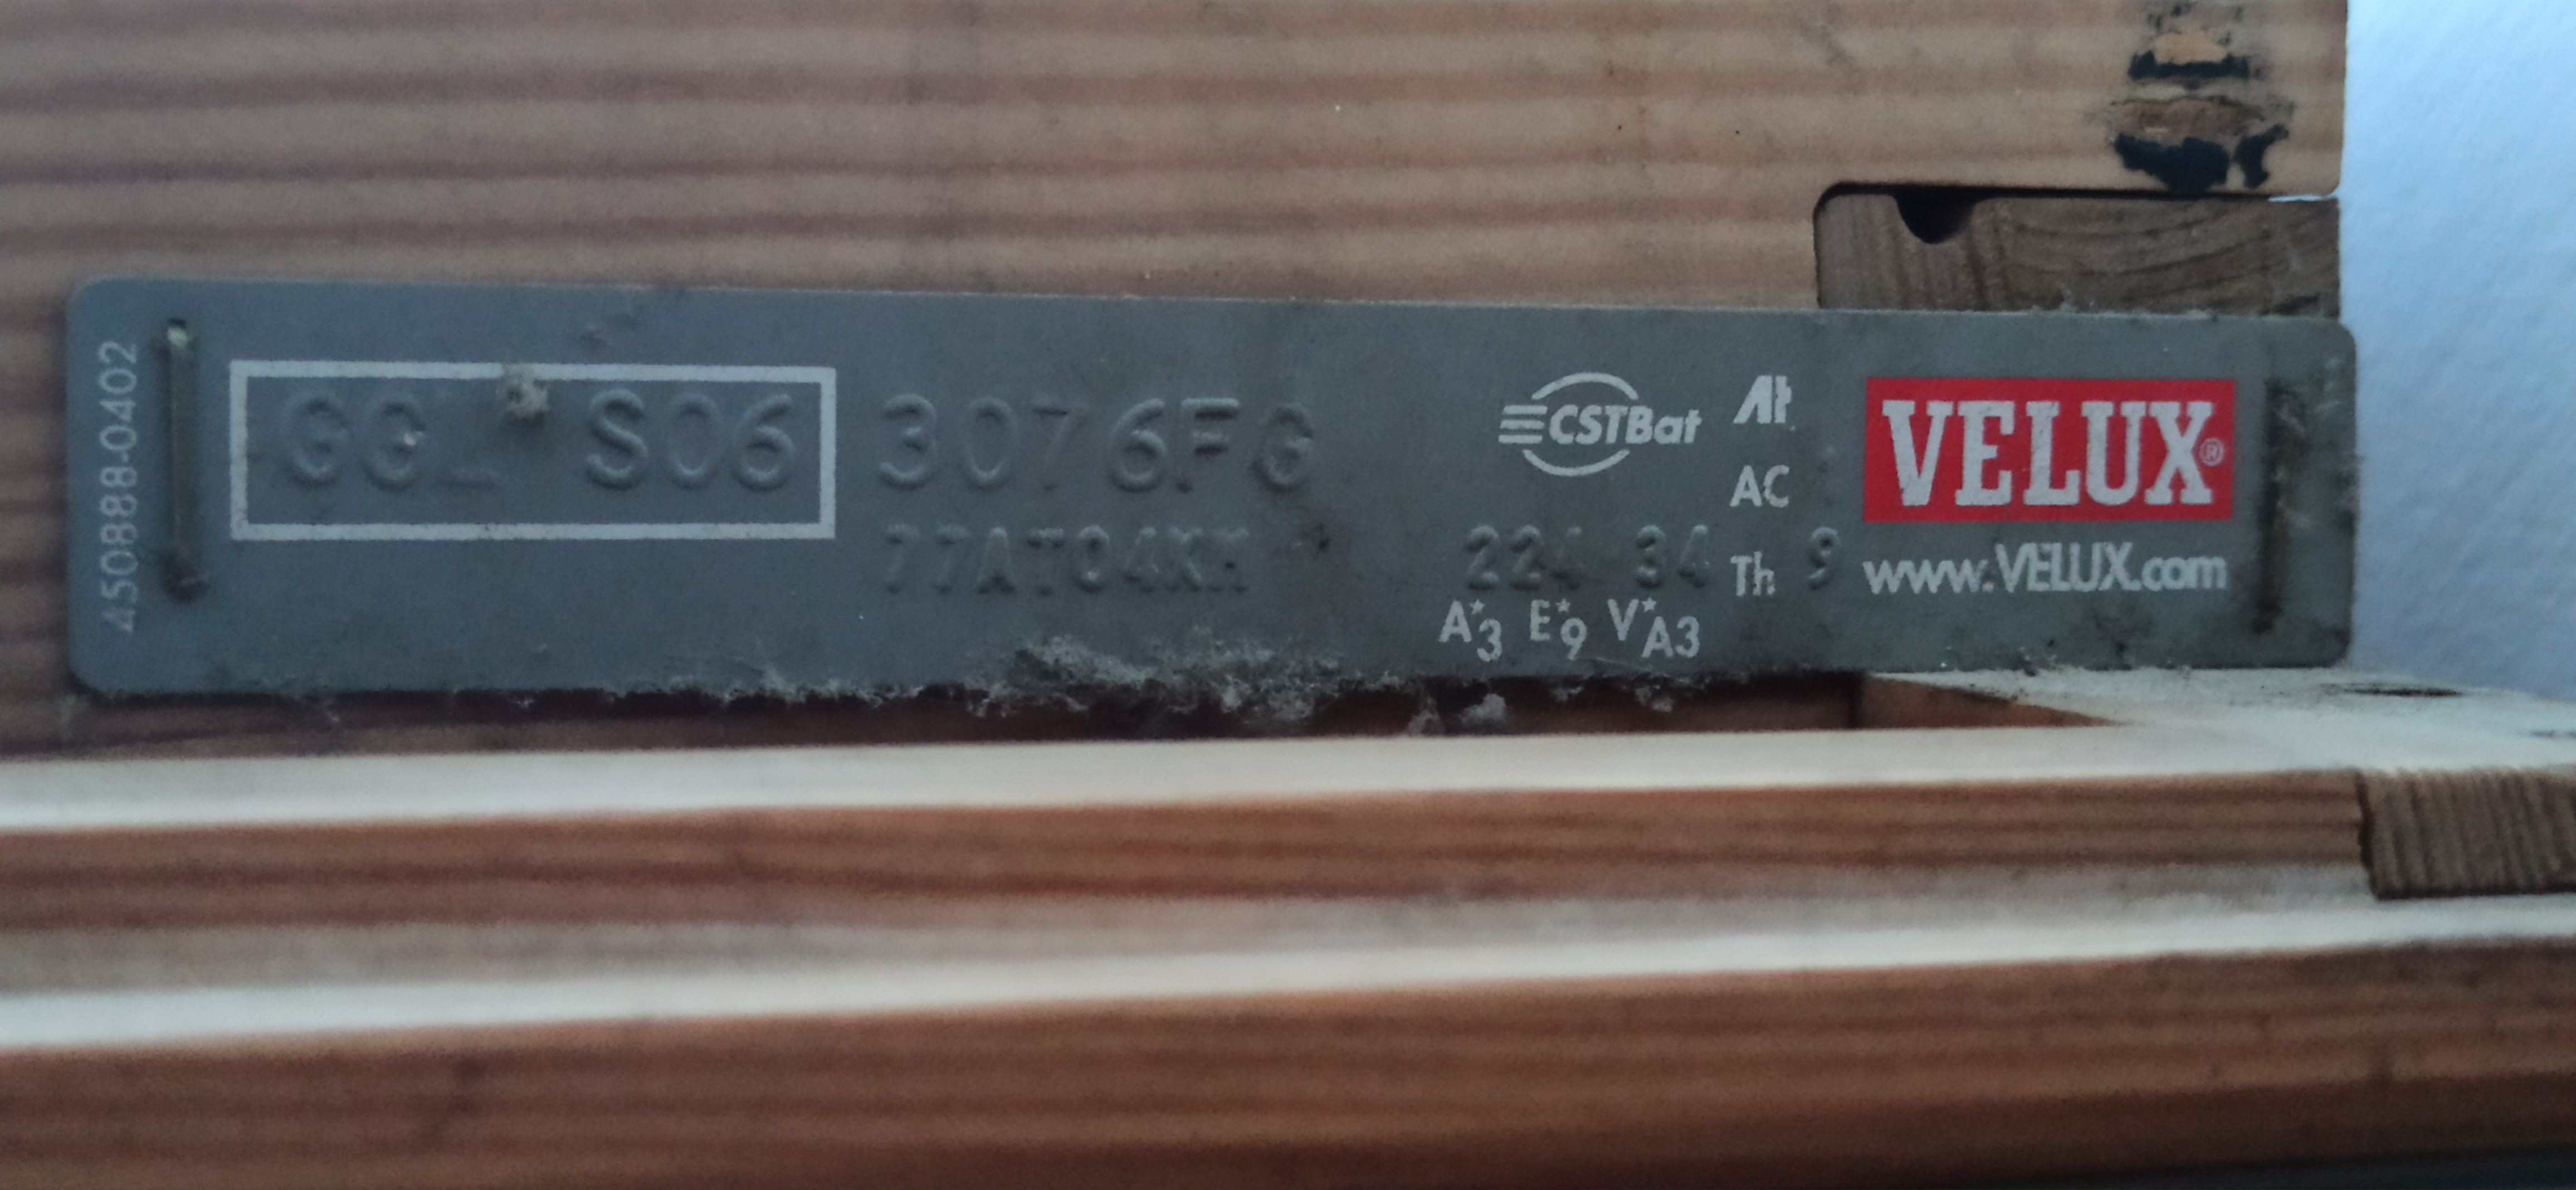 450888-0402
GGL S06 3076FG
77AT04KM
CSTBat
224 34
A*3 E*9 V*A3
At
AC
Th 9
VELUX®
www.VELUX.com